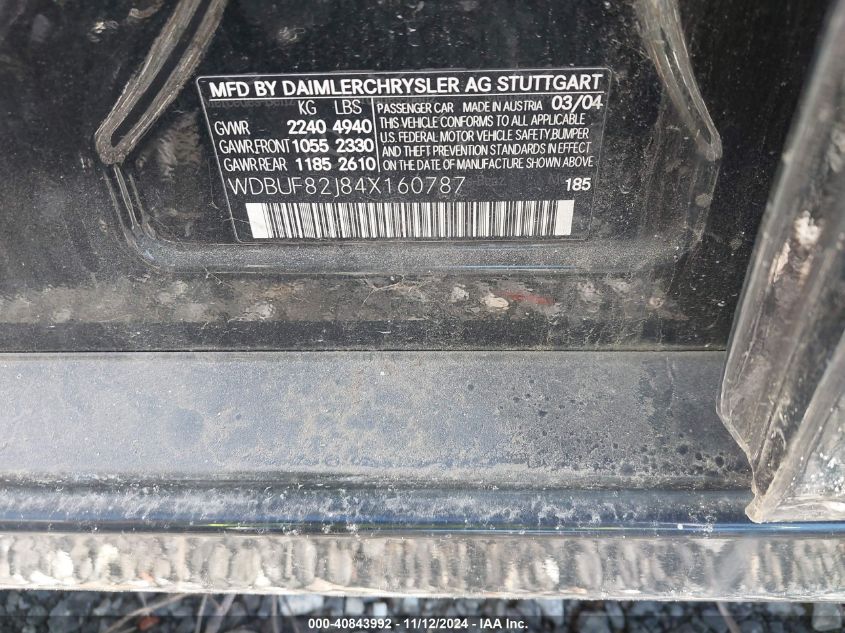 MFD BY DAIMLERCHRYSLER AG STUTTGART
KG LBS
GVWR 2240 4940
GAWR,FRONT 1055 2330
GAWR,REAR 1185 2610
PASSENGER CAR MADE IN AUSTRIA 03/04
THIS VEHICLE CONFORMS TO ALL APPLICABLE
U.S. FEDERAL MOTOR VEHICLE SAFETY,BUMPER
AND THEFT PREVENTION STANDARDS IN EFFECT
ON THE DATE OF MANUFACTURE SHOWN ABOVE.
WDBUF82J84X160787 185
000-40843992 - 11/12/2024 - IAA Inc.